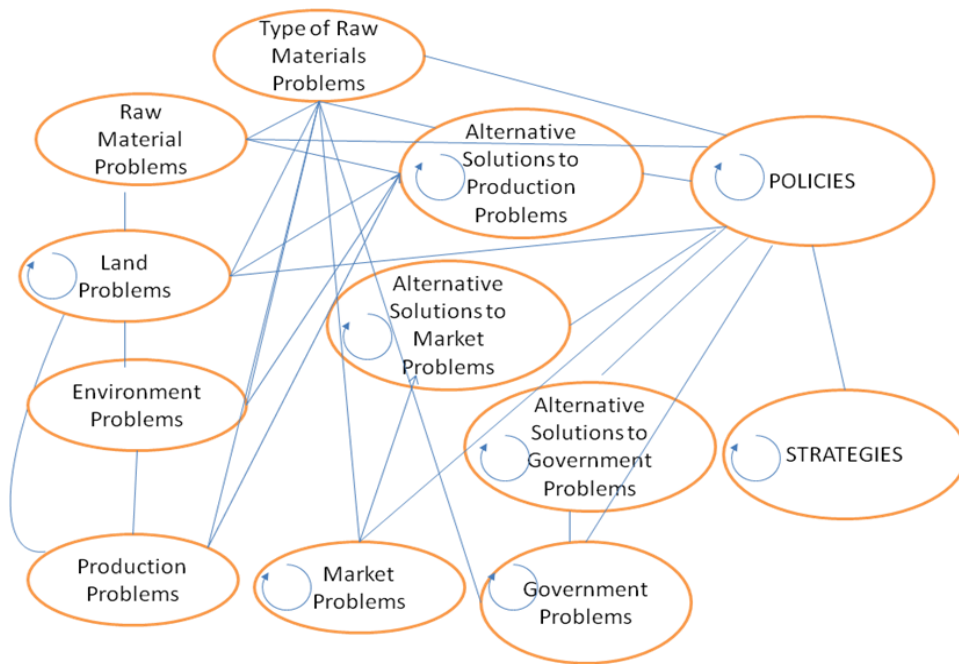 Type of Raw
Materials
Problems
Raw
Material
Problems
Alternative
Solutions to
Production
Problems
POLICIES
Land
Problems
Alternative
Solutions to
Market
Problems
Environment
Problems
Alternative
Solutions to
Government
Problems
STRATEGIES
Production
Problems
Market
Problems
Government
Problems